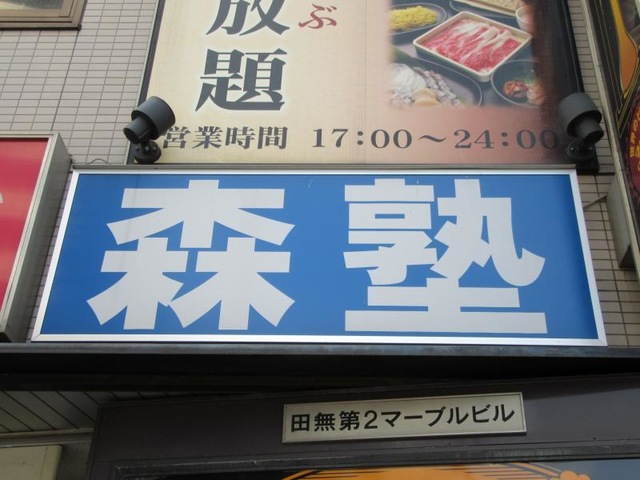 放題
ぶ
営業時間 17:00～24:00
森塾
田無第2マーブルビル